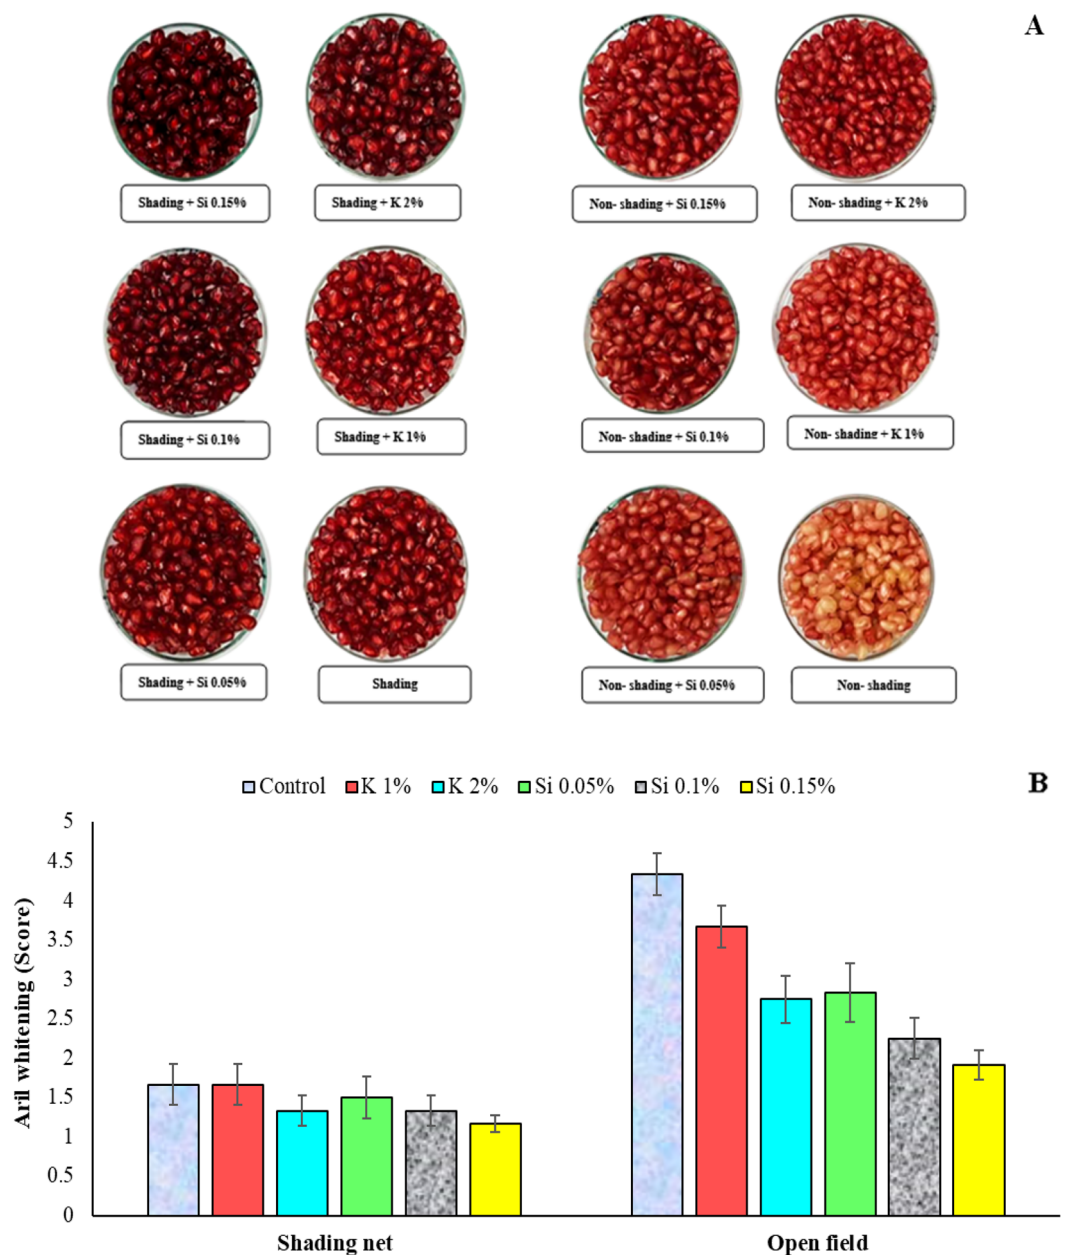 A
Shading + Si 0.15%
Shading + K 2%
Non- shading + Si 0.15%
Non- shading + K 2%
Shading + Si 0.1%
Shading + K 1%
Non- shading + Si 0.1%
Non- shading + K 1%
Shading + Si 0.05%
Shading
Non- shading + Si 0.05%
Non- shading
B
Control K 1% K 2% Si 0.05% Si 0.1% Si 0.15%
Aril whitening (Score)
5
4.5
4
3.5
3
2.5
2
1.5
1
0.5
0
Shading net
Open field